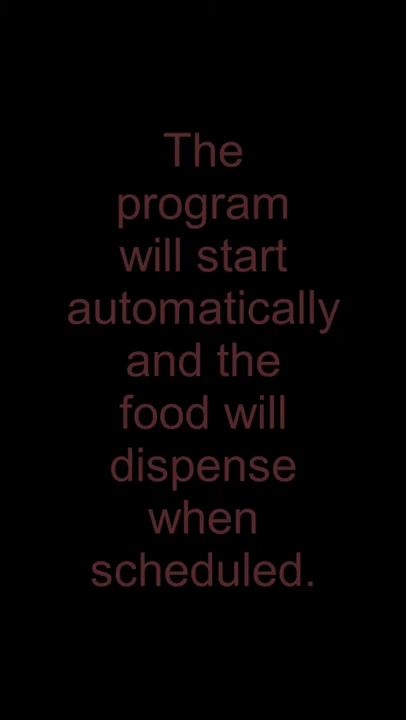 The
program
will start
automatically
and the
food will
dispense
when
scheduled.